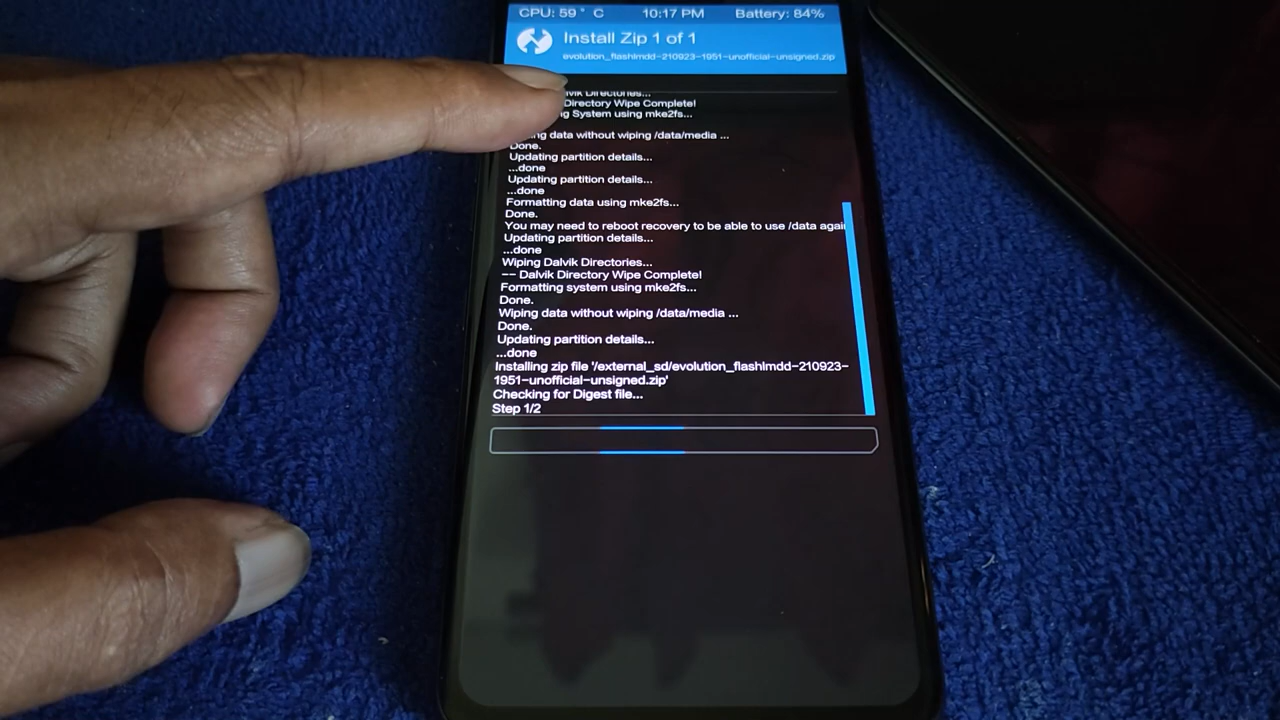 CPU: 59° C 10:17 PM Battery: 84%
Install Zip 1 of 1
evolution_flashlmdd-210923-1951-unofficial-unsigned.zip
Directories...
Directory Wipe Complete!
System using mke2fs...
data without wiping /data/media ...
Done.
Updating partition details...
...done
Updating partition details...
...done
Formatting data using mke2fs...
Done.
You may need to reboot recovery to be able to use /data again
Updating partition details...
...done
Wiping Dalvik Directories...
-- Dalvik Directory Wipe Complete!
Formatting system using mke2fs...
Done.
Wiping data without wiping /data/media ...
Done.
Updating partition details...
...done
Installing zip file '/external_sd/evolution_flashlmdd-210923-
1951-unofficial-unsigned.zip'
Checking for Digest file...
Step 1/2